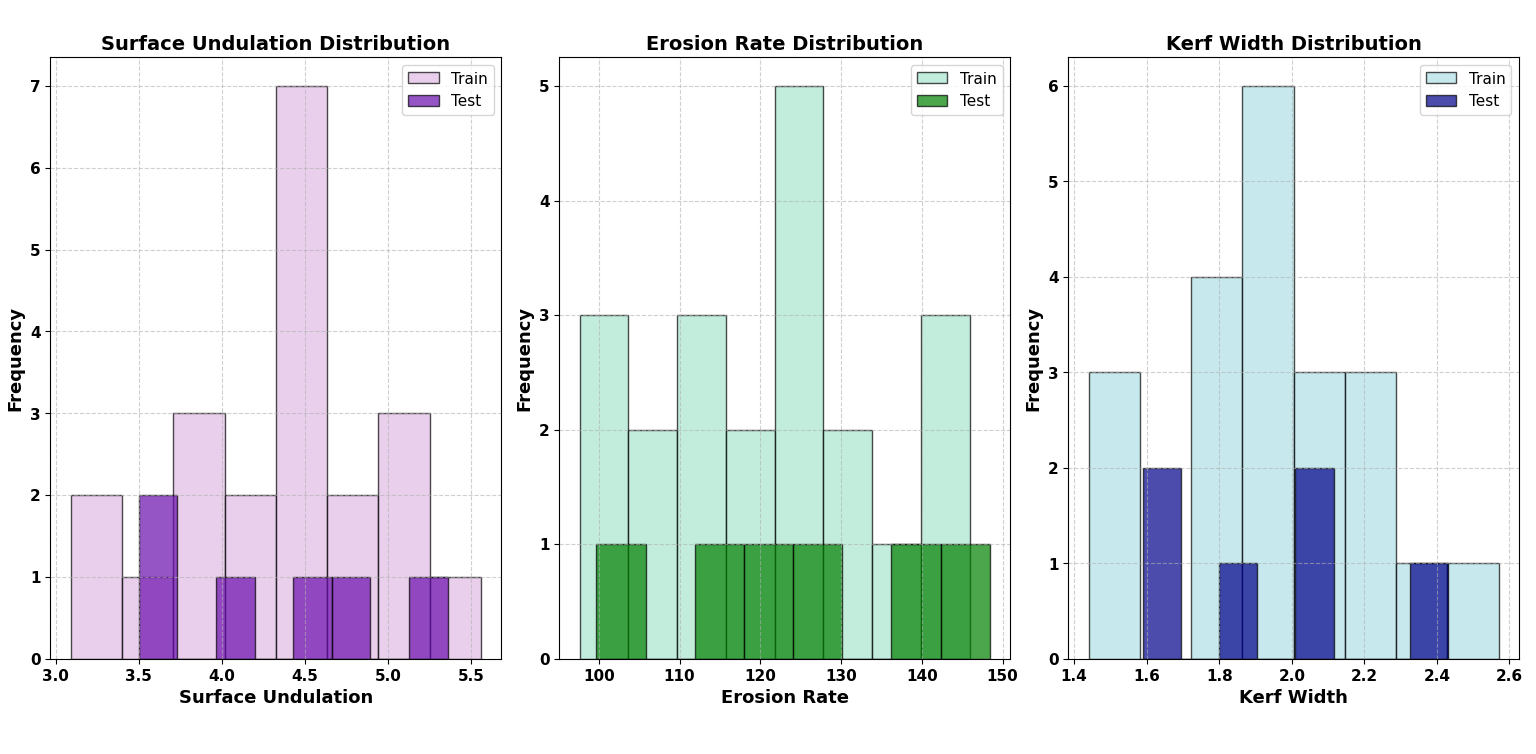 Surface Undulation Distribution
Frequency
7
6
5
4
3
2
1
0
3.0 3.5 4.0 4.5 5.0 5.5
Surface Undulation
Train
Test
Erosion Rate Distribution
Frequency
5
4
3
2
1
0
100 110 120 130 140 150
Erosion Rate
Train
Test
Kerf Width Distribution
Frequency
6
5
4
3
2
1
0
1.4 1.6 1.8 2.0 2.2 2.4 2.6
Kerf Width
Train
Test